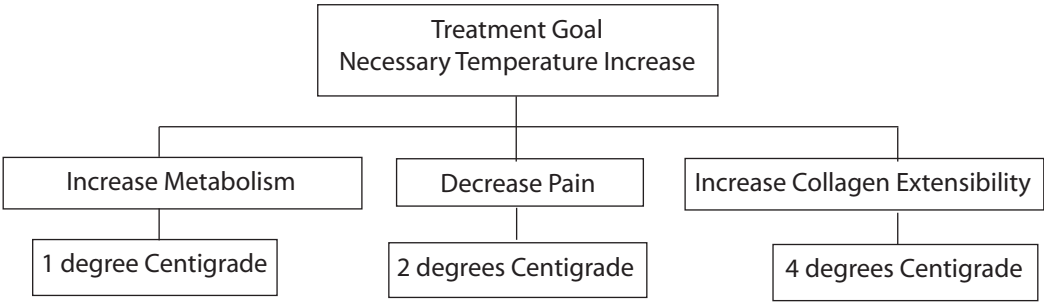 Treatment Goal
Necessary Temperature Increase
Increase Metabolism
Decrease Pain
Increase Collagen Extensibility
1 degree Centigrade
2 degrees Centigrade
4 degrees Centigrade